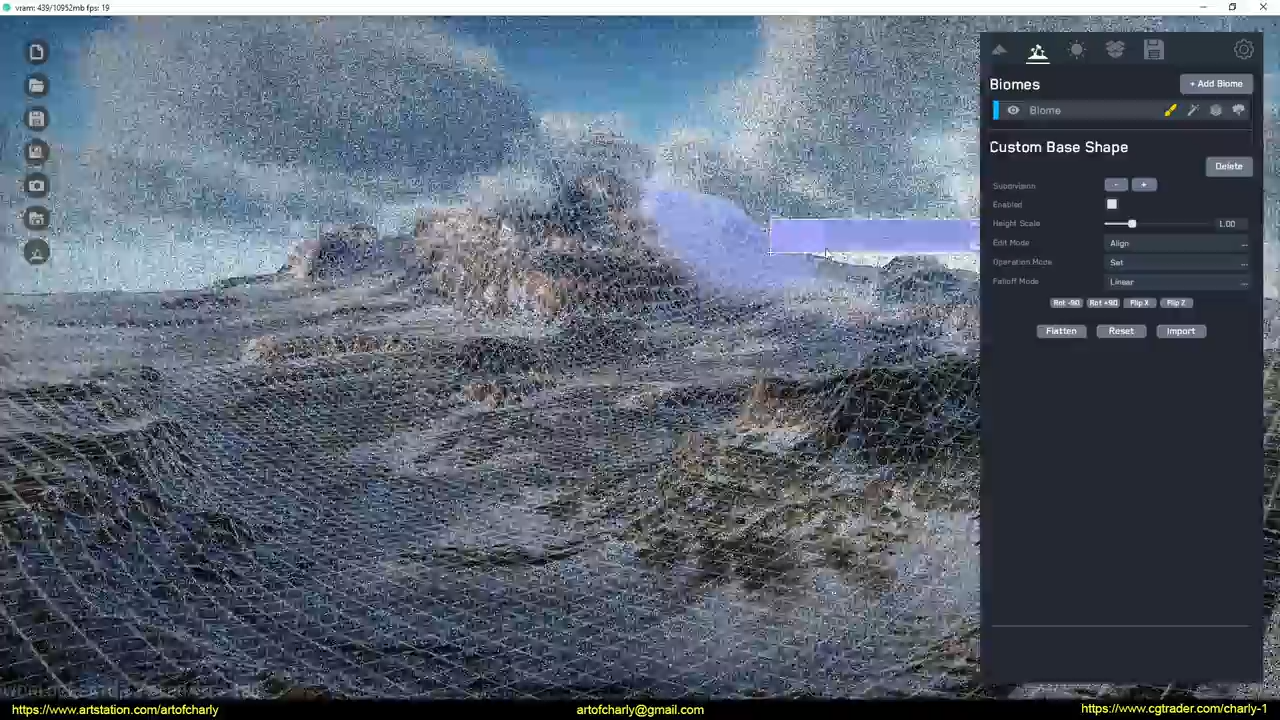 vram: 439/10952mb fps: 19
Biomes
+ Add Biome
Biome
Custom Base Shape
Delete
Subdivision
- +
Enabled
Height Scale 1.00
Edit Mode Align ...
Operation Mode Set ...
Falloff Mode Linear ...
Rot -90 Rot +90 Flip X Flip Z
Flatten Reset Import
https://www.artstation.com/artofcharly artofcharly@gmail.com https://www.cgtrader.com/charly-1